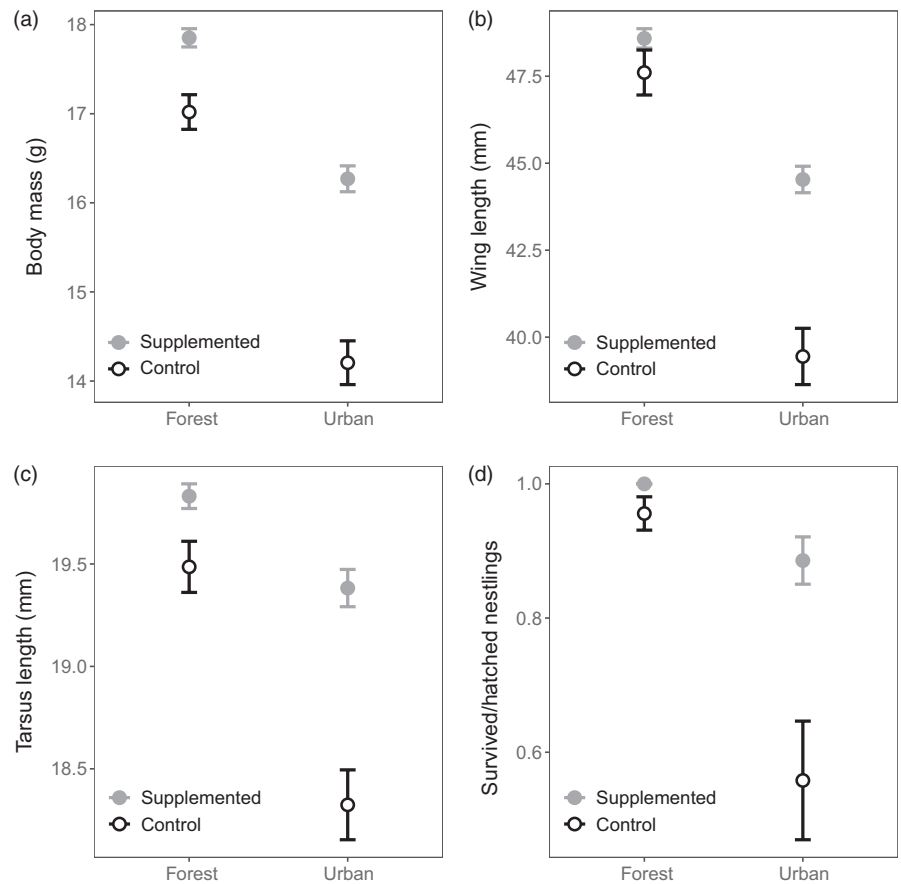 (a)
Body mass (g)
18
17
16
15
14
Supplemented
Control
Forest
Urban
(b)
Wing length (mm)
47.5
45.0
42.5
40.0
Supplemented
Control
Forest
Urban
(c)
Tarsus length (mm)
19.5
19.0
18.5
Supplemented
Control
Forest
Urban
(d)
Survived/hatched nestlings
1.0
0.8
0.6
Supplemented
Control
Forest
Urban